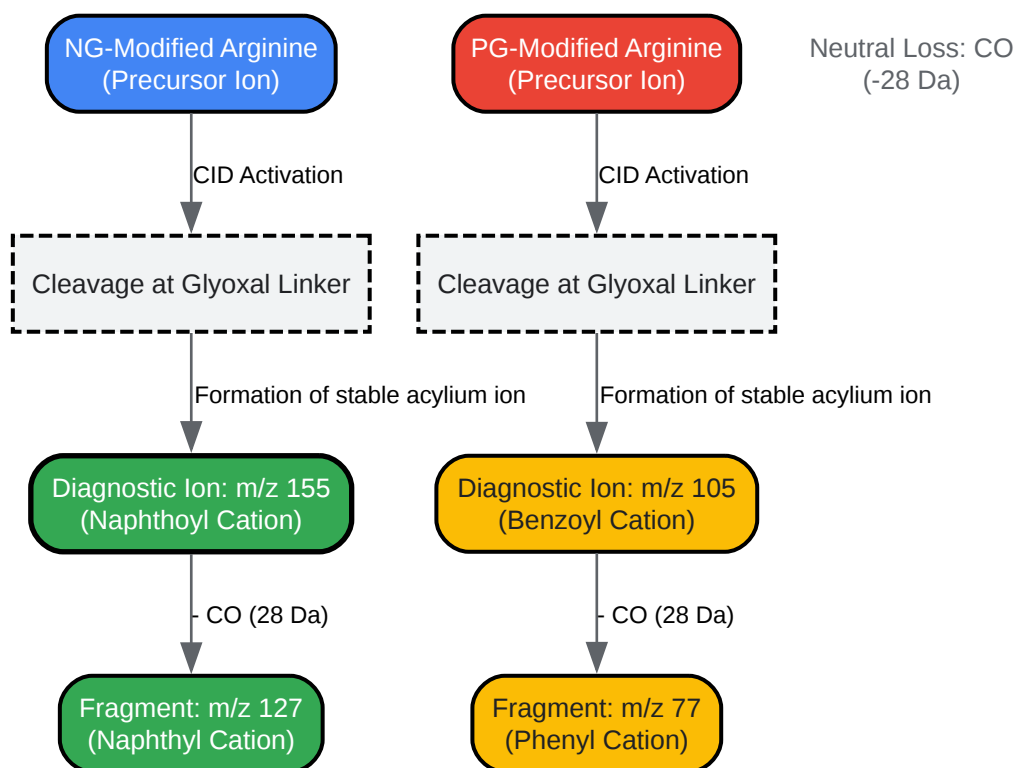 NG-Modified Arginine
(Precursor Ion)
PG-Modified Arginine
(Precursor Ion)
Neutral Loss: CO
(-28 Da)
CID Activation
CID Activation
Cleavage at Glyoxal Linker
Cleavage at Glyoxal Linker
Formation of stable acylium ion
Formation of stable acylium ion
Diagnostic Ion: m/z 155
(Naphthoyl Cation)
Diagnostic Ion: m/z 105
(Benzoyl Cation)
- CO (28 Da)
- CO (28 Da)
Fragment: m/z 127
(Naphthyl Cation)
Fragment: m/z 77
(Phenyl Cation)